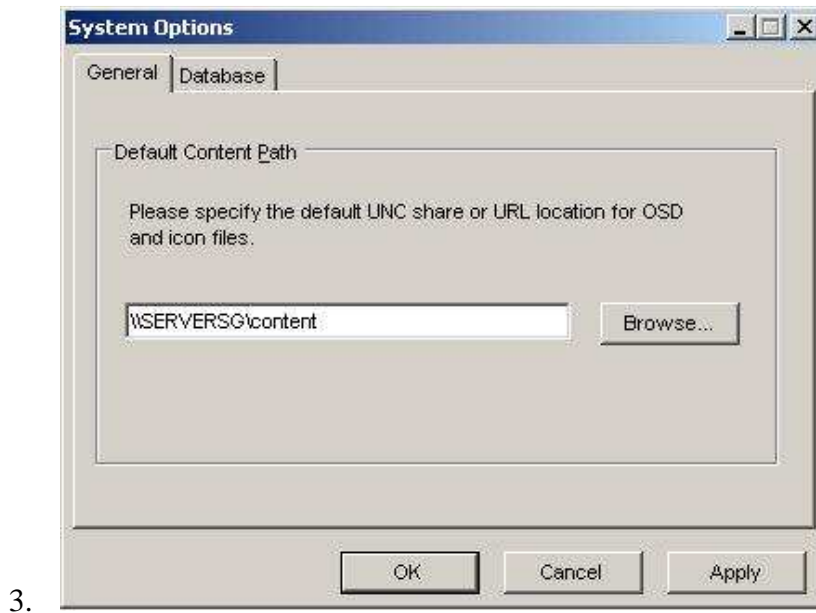 System Options
General Database
Default Content Path
Please specify the default UNC share or URL location for OSD
and icon files.
\\SERVERSG\content Browse...
OK Cancel Apply
3.